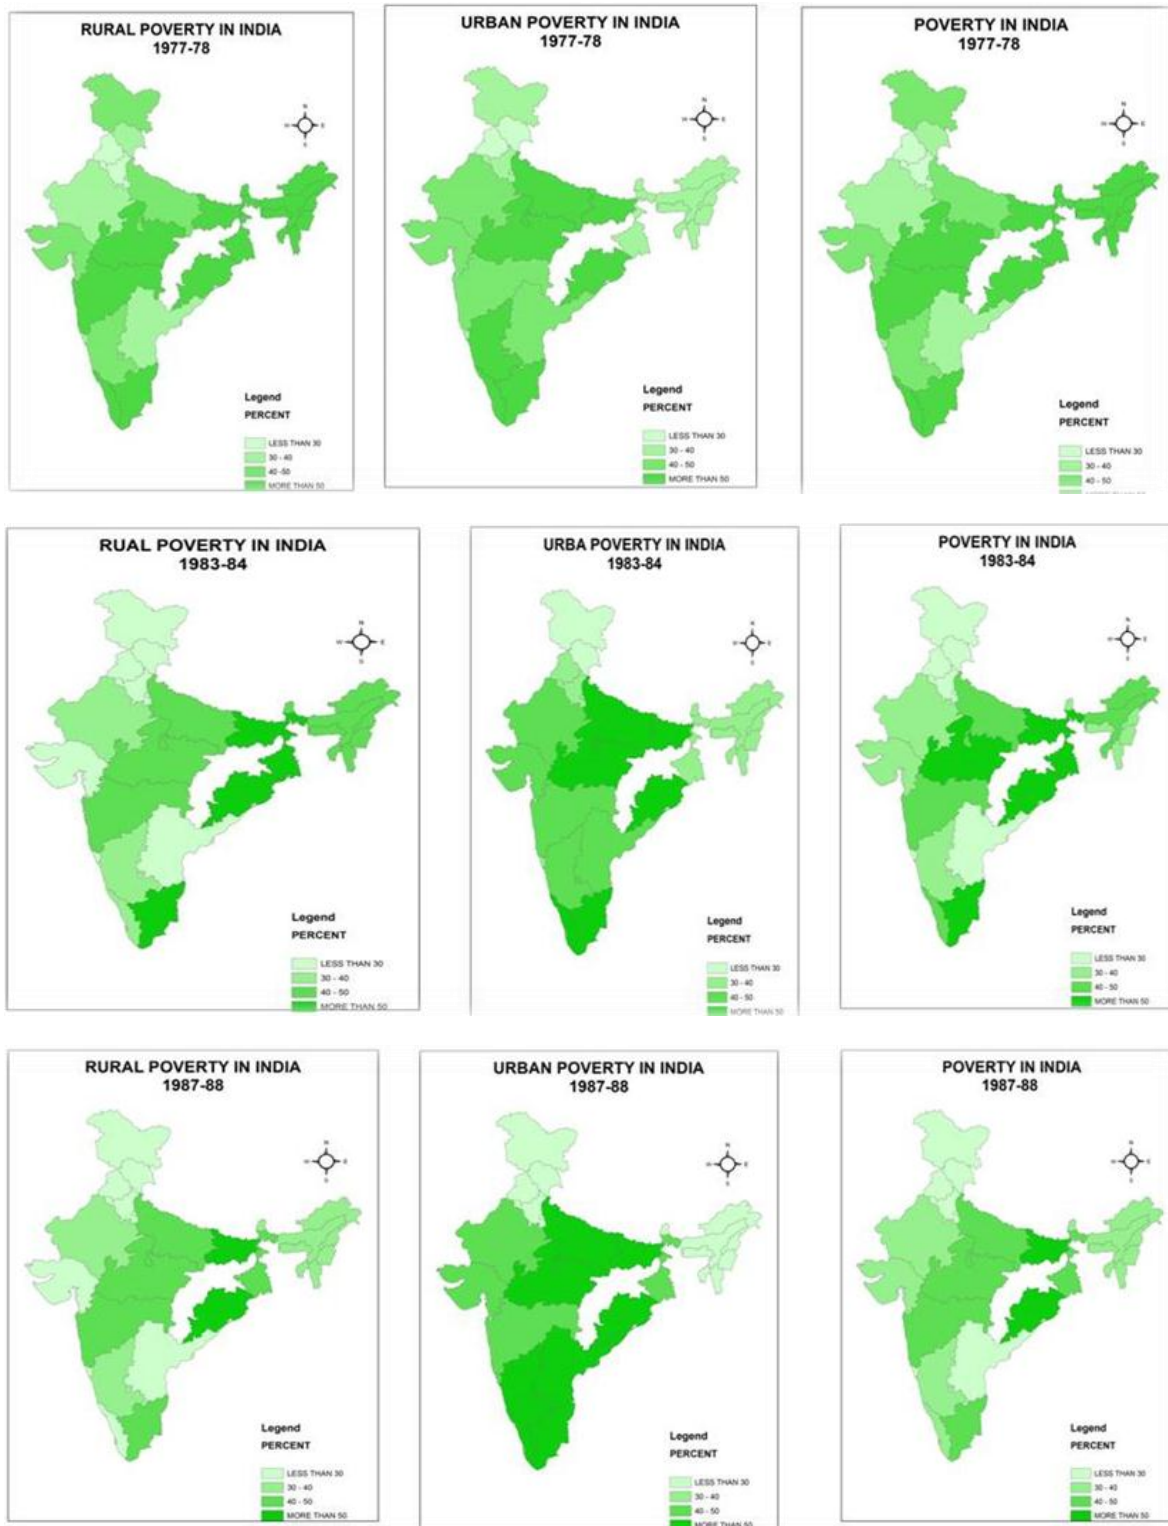 RURAL POVERTY IN INDIA
1977-78
N
W
E
S
Legend
PERCENT
LESS THAN 30
30 - 40
40 -50
MORE THAN 50
URBAN POVERTY IN INDIA
1977-78
N
W
E
S
Legend
PERCENT
LESS THAN 30
30 - 40
40 - 50
MORE THAN 50
POVERTY IN INDIA
1977-78
N
W
E
S
Legend
PERCENT
LESS THAN 30
30 - 40
40 - 50
RUAL POVERTY IN INDIA
1983-84
N
W
E
S
Legend
PERCENT
LESS THAN 30
30 - 40
40 - 50
MORE THAN 50
URBA POVERTY IN INDIA
1983-84
N
W
E
S
Legend
PERCENT
LESS THAN 30
30 - 40
40 - 50
MORE THAN 50
POVERTY IN INDIA
1983-84
N
W
E
S
Legend
PERCENT
LESS THAN 30
30 - 40
40 - 50
MORE THAN 50
RURAL POVERTY IN INDIA
1987-88
N
W
E
S
Legend
PERCENT
LESS THAN 30
30 - 40
40 - 50
MORE THAN 50
URBAN POVERTY IN INDIA
1987-88
N
W
E
S
Legend
PERCENT
LESS THAN 30
30 - 40
40 - 50
MORE THAN 50
POVERTY IN INDIA
1987-88
N
W
E
S
Legend
PERCENT
LESS THAN 30
30 - 40
40 - 50
MORE THAN 50